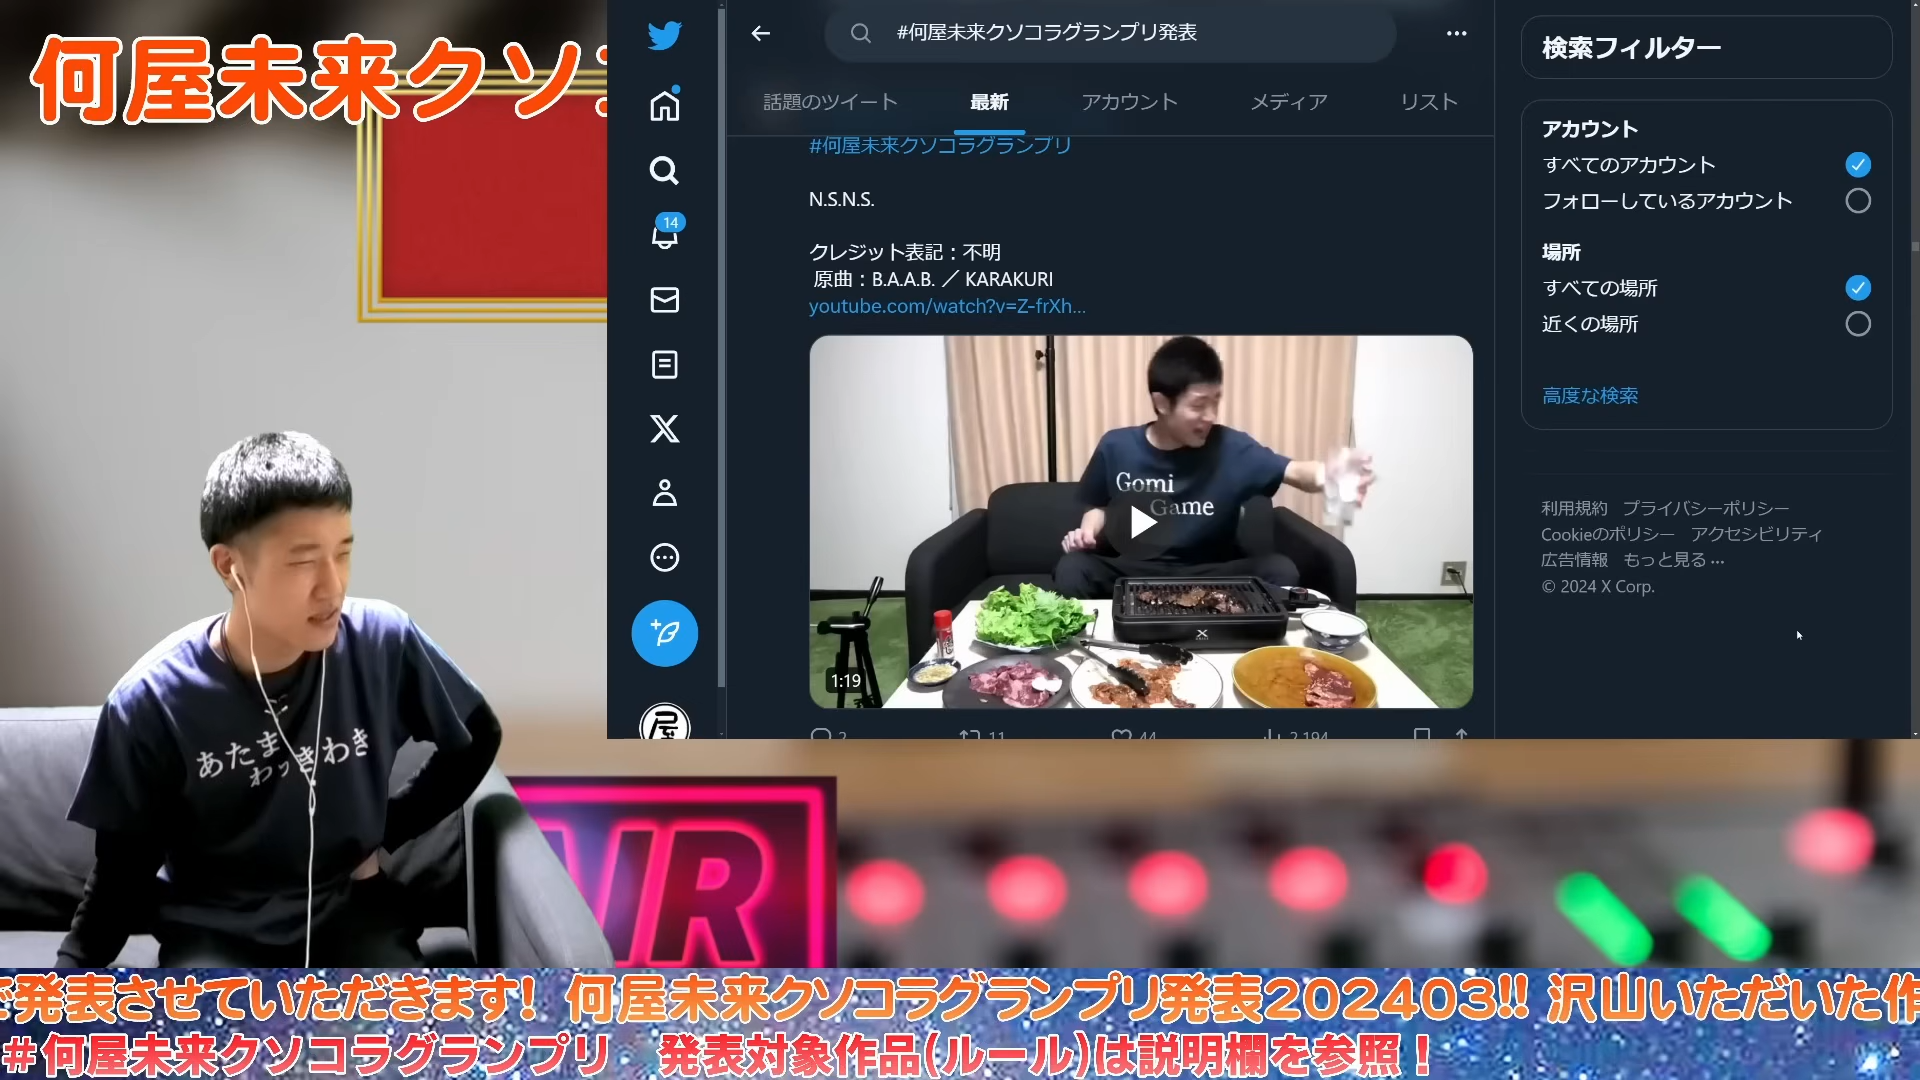 何屋未来クソコ
#何屋未来クソコラグランプリ発表
話題のツイート
最新
アカウント
メディア
リスト
#何屋未来クソコラグランプリ
N.S.N.S.
クレジット表記：不明
原曲：B.A.A.B. ／ KARAKURI
youtube.com/watch?v=Z-frXh...
Gomi
Game
X
1:19
2
11
44
2,194
14
屋
検索フィルター
アカウント
すべてのアカウント
フォローしているアカウント
場所
すべての場所
近くの場所
高度な検索
利用規約 プライバシーポリシー
Cookieのポリシー アクセシビリティ
広告情報 もっと見る ...
© 2024 X Corp.
あたま
わっきわき
で発表させていただきます! 何屋未来クソコラグランプリ発表202403!! 沢山いただいた作
#何屋未来クソコラグランプリ 発表対象作品(ルール)は説明欄を参照！